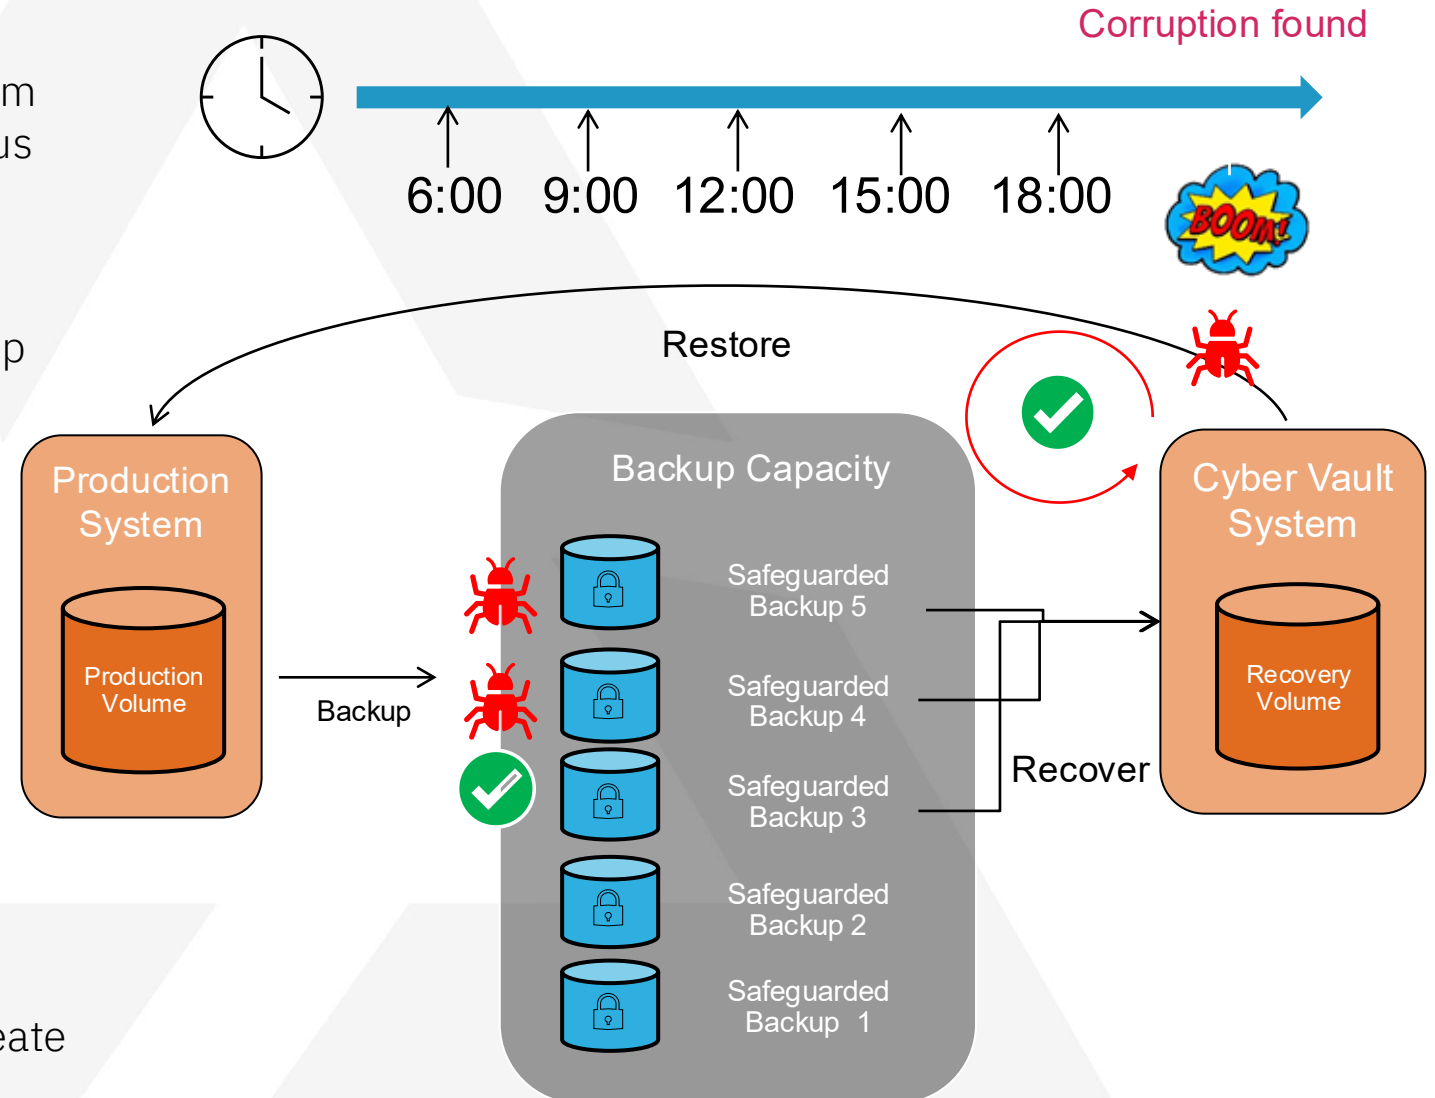 Corruption found
m
us
6:00 9:00 12:00 15:00 18:00
BOOM!
p
Restore
Production
System
Production
Volume
Backup
Backup Capacity
Safeguarded
Backup 5
Safeguarded
Backup 4
Safeguarded
Backup 3
Safeguarded
Backup 2
Safeguarded
Backup 1
Recover
Cyber Vault
System
Recovery
Volume
eate